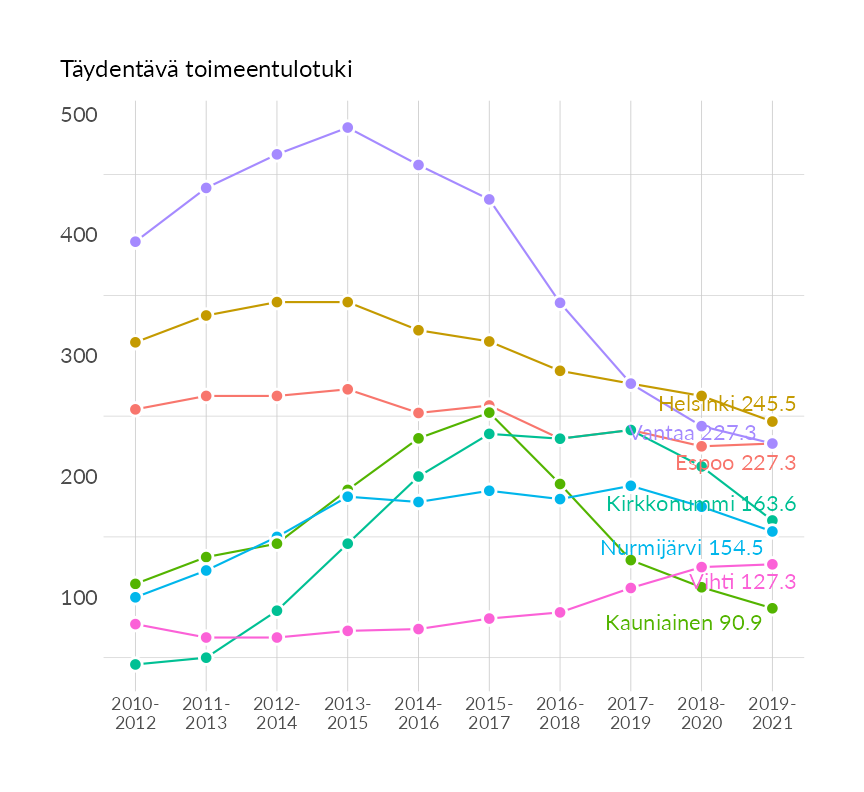 Täydentävä toimeentulotuki
500
400
300
200
100
Helsinki 245.5
Vantaa 227.3
Espoo 227.3
Kirkkonummi 163.6
Nurmijärvi 154.5
Vihti 127.3
Kauniainen 90.9
2010- 2011- 2012- 2013- 2014- 2015- 2016- 2017- 2018- 2019-
2012 2013 2014 2015 2016 2017 2018 2019 2020 2021